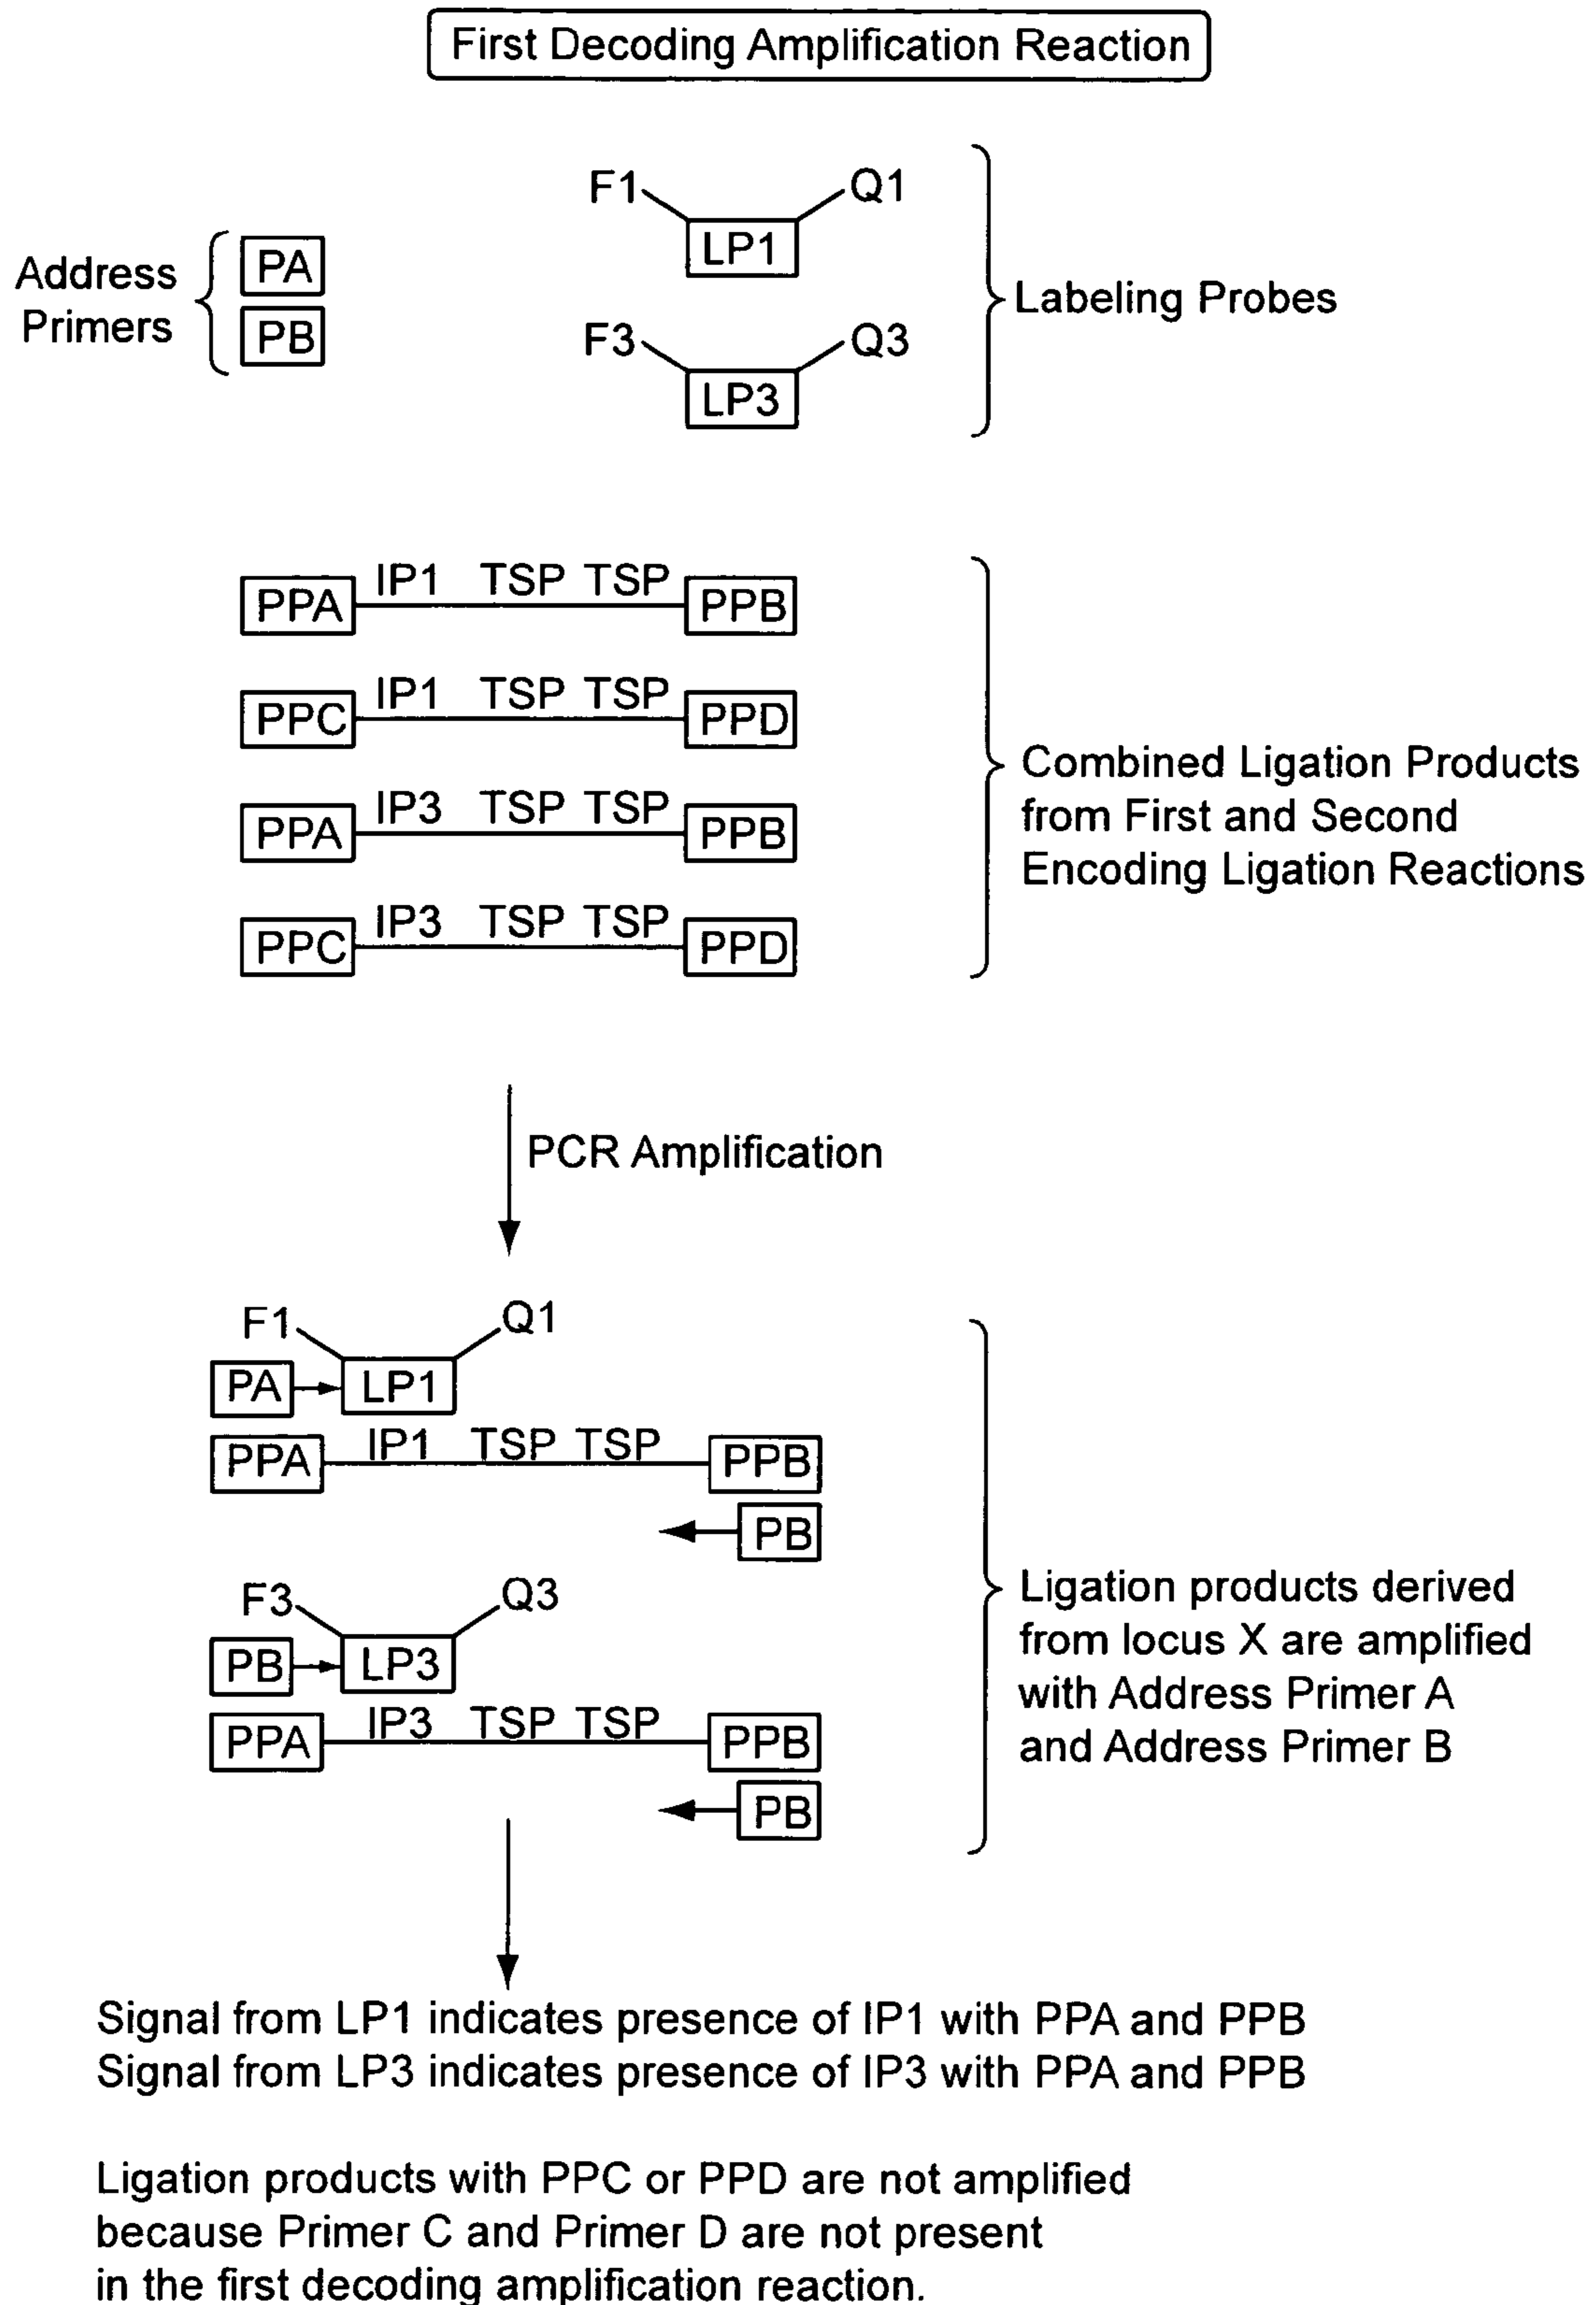 First Decoding Amplification Reaction
F1 Q1
LP1
Address
Primers
PA
PB
F3 Q3
LP3
Labeling Probes
PPA IP1 TSP TSP PPB
PPC IP1 TSP TSP PPD
PPA IP3 TSP TSP PPB
PPC IP3 TSP TSP PPD
Combined Ligation Products
from First and Second
Encoding Ligation Reactions
PCR Amplification
F1 Q1
PA LP1
PPA IP1 TSP TSP PPB
PB
F3 Q3
PB LP3
PPA IP3 TSP TSP PPB
PB
Ligation products derived
from locus X are amplified
with Address Primer A
and Address Primer B
Signal from LP1 indicates presence of IP1 with PPA and PPB
Signal from LP3 indicates presence of IP3 with PPA and PPB
Ligation products with PPC or PPD are not amplified
because Primer C and Primer D are not present
in the first decoding amplification reaction.